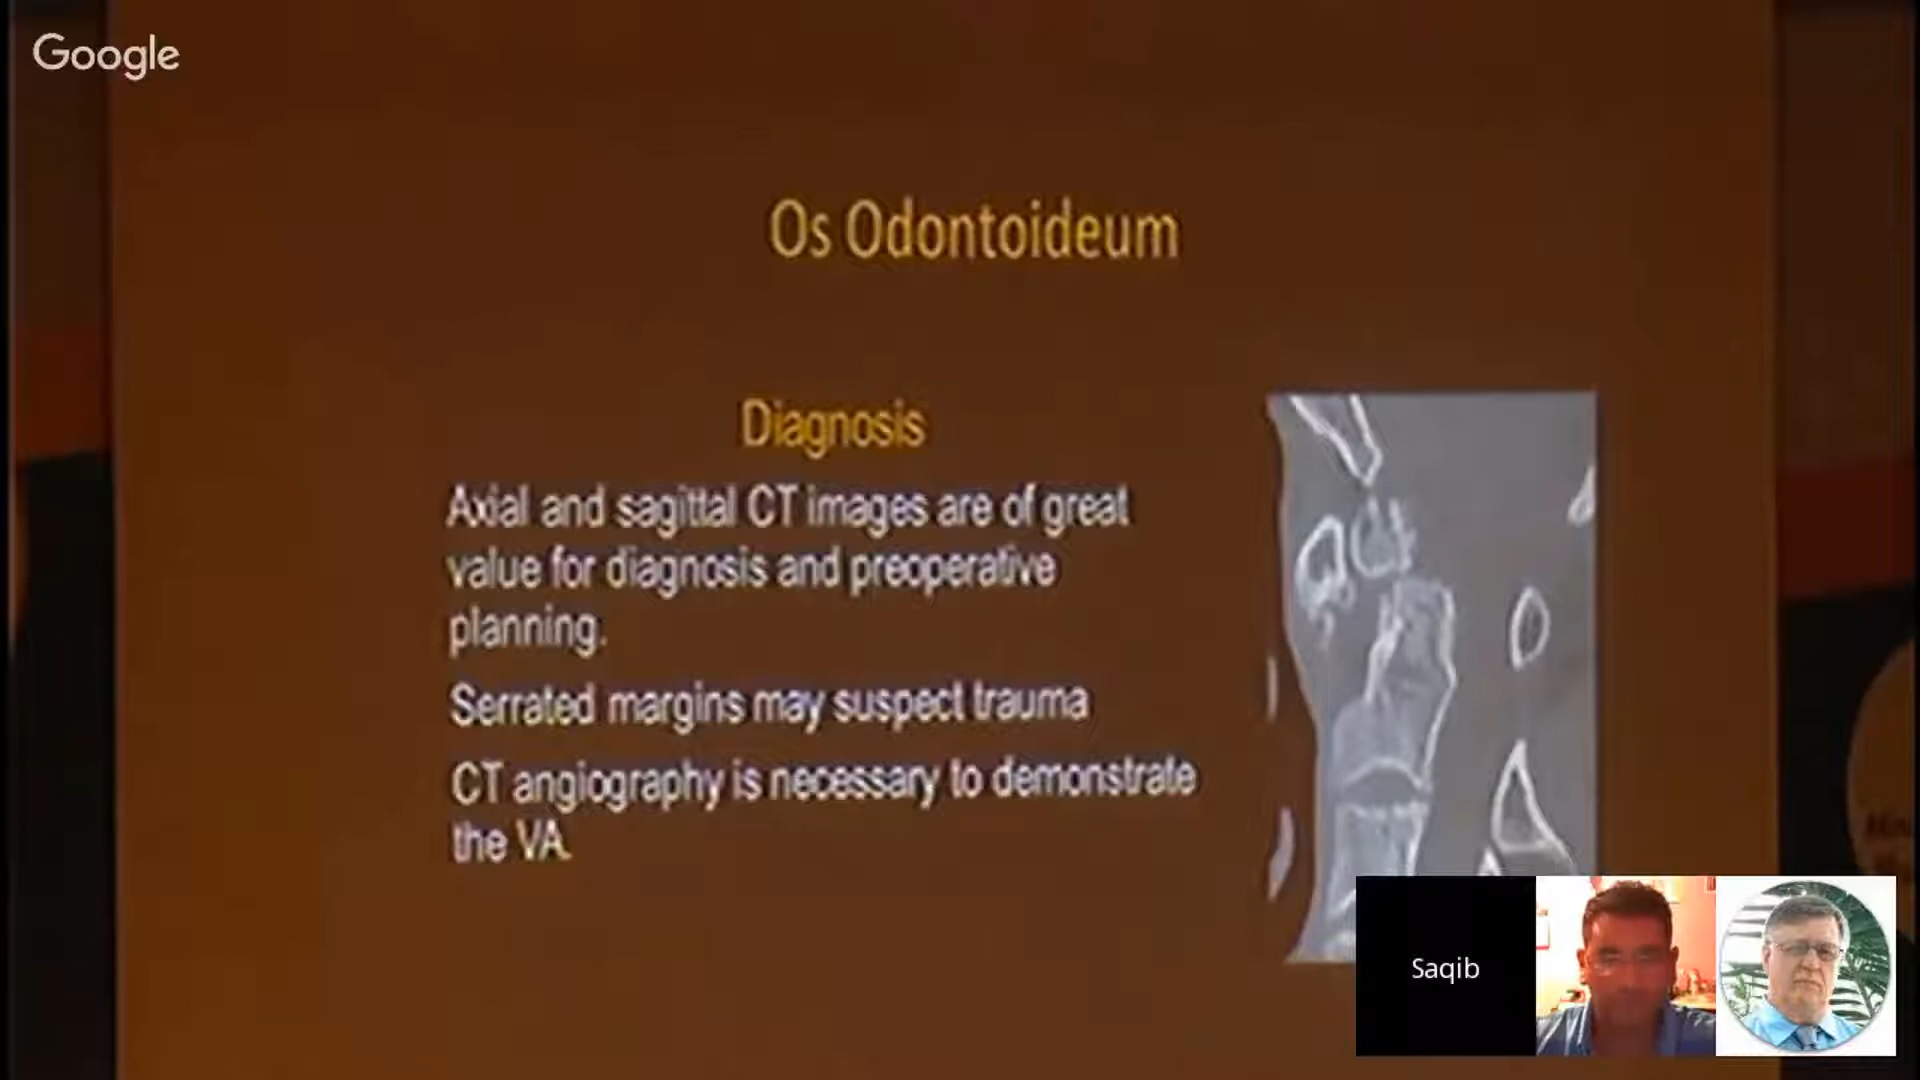 Google
Os Odontoideum
Diagnosis
Axial and sagittal CT images are of great
value for diagnosis and preoperative
planning.
Serrated margins may suspect trauma
CT angiography is necessary to demonstrate
the VA.
Saqib